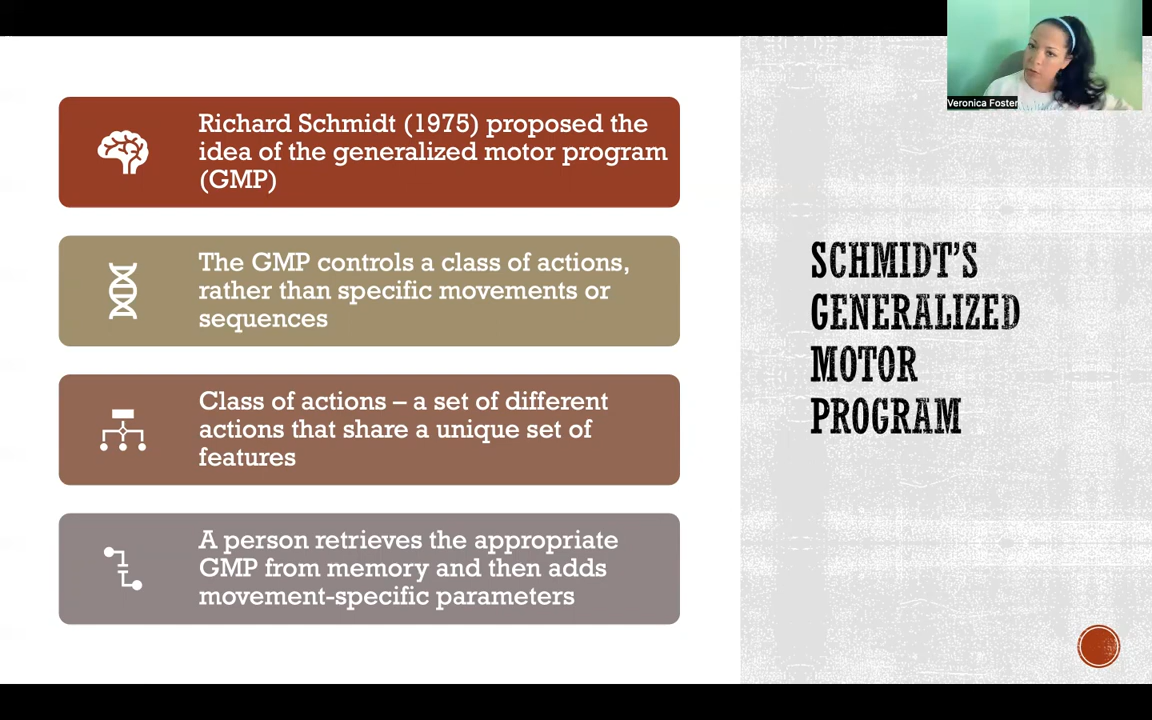 Richard Schmidt (1975) proposed the
idea of the generalized motor program
(GMP)
The GMP controls a class of actions,
rather than specific movements or
sequences
Class of actions – a set of different
actions that share a unique set of
features
A person retrieves the appropriate
GMP from memory and then adds
movement-specific parameters
SCHMIDT'S
GENERALIZED
MOTOR
PROGRAM
Veronica Foster